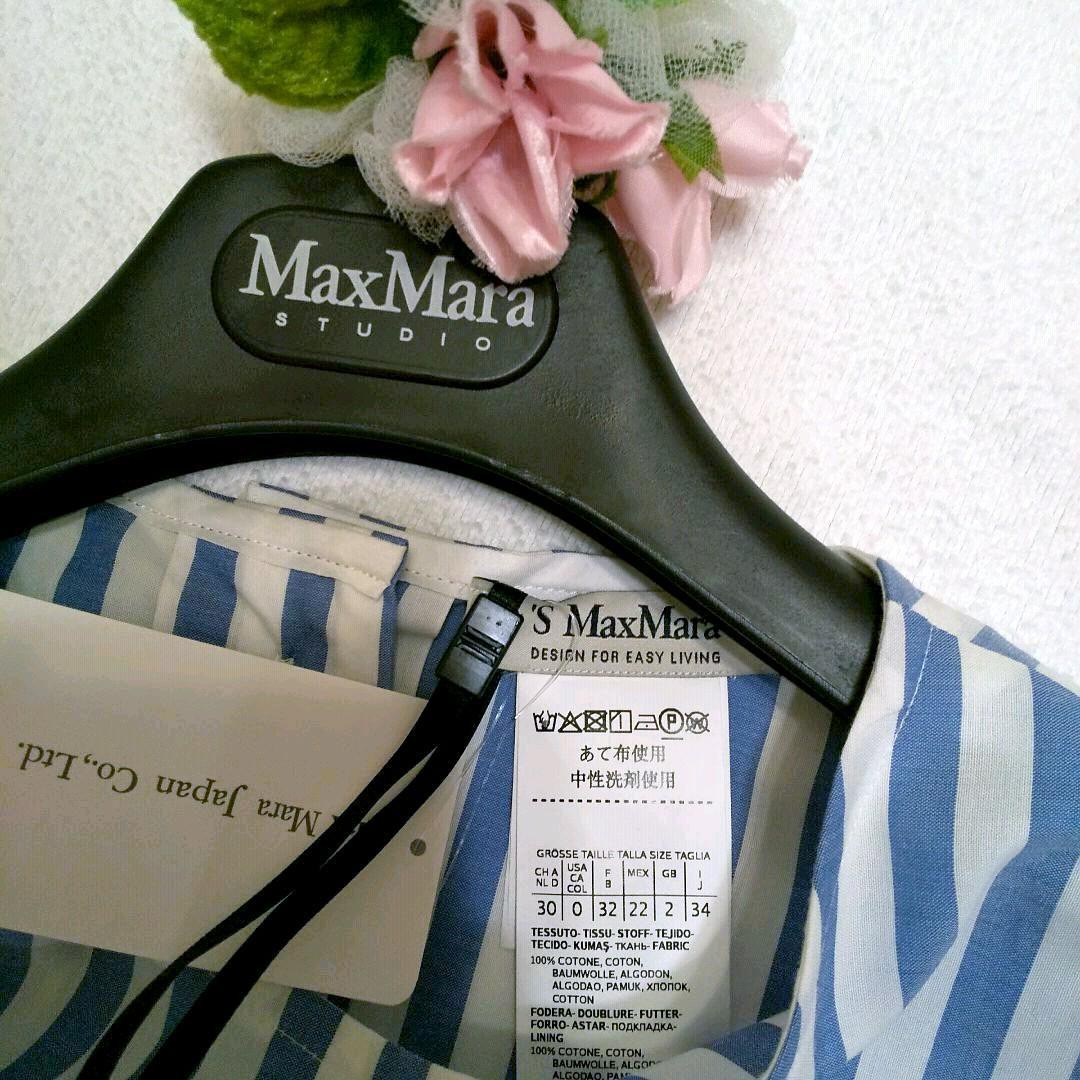 MaxMara
STUDIO
'S MaxMara
DESIGN FOR EASY LIVING
Mara Japan Co.,Ltd.
あて布使用
中性洗剤使用
GRÖSSE TAILLE TALLA SIZE TAGLIA
CH A NL D USA CA COL F B MEX GB I J
30 0 32 22 2 34
TESSUTO- TISSU- STOFF- TEJIDO-
TECIDO- KUMAŞ- ТКАНЬ- FABRIC
100% COTONE, COTON,
BAUMWOLLE, ALGODON,
ALGODAO, PAMUK, ХЛОПОК,
COTTON
FODERA- DOUBLURE- FUTTER-
FORRO- ASTAR- ПОДКЛАДКА-
LINING
100% COTONE, COTON,
BAUMWOLLE,
ALGODAO,